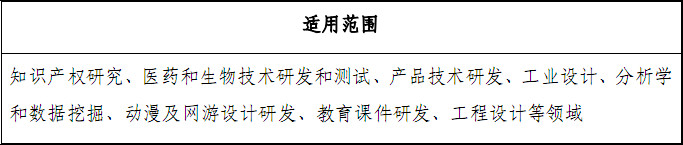 适用范围
知识产权研究、医药和生物技术研发和测试、产品技术研发、工业设计、分析学
和数据挖掘、动漫及网游设计研发、教育课件研发、工程设计等领域